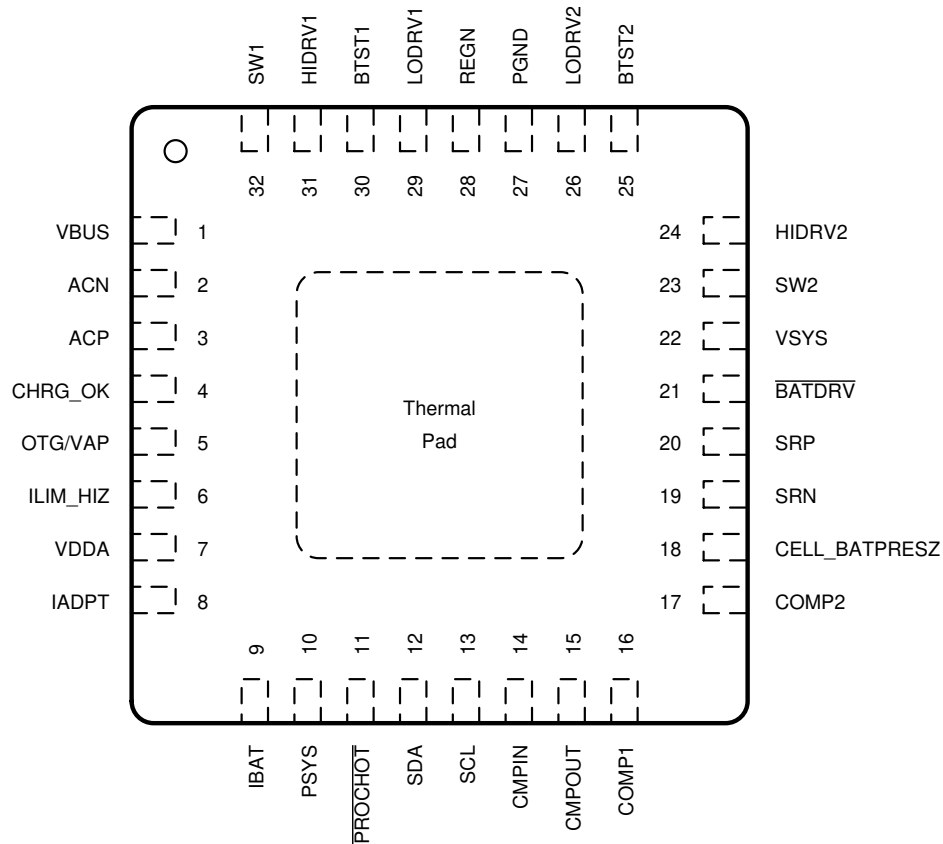 SW1
HIDRV1
BTST1
LODRV1
REGN
PGND
LODRV2
BTST2
32
31
30
29
28
27
26
25
VBUS 1
ACN 2
ACP 3
CHRG_OK 4
OTG/VAP 5
ILIM_HIZ 6
VDDA 7
IADPT 8
24 HIDRV2
23 SW2
22 VSYS
21 BATDRV
20 SRP
19 SRN
18 CELL_BATPRESZ
17 COMP2
Thermal
Pad
9
10
11
12
13
14
15
16
IBAT
PSYS
PROCHOT
SDA
SCL
CMPIN
CMPOUT
COMP1